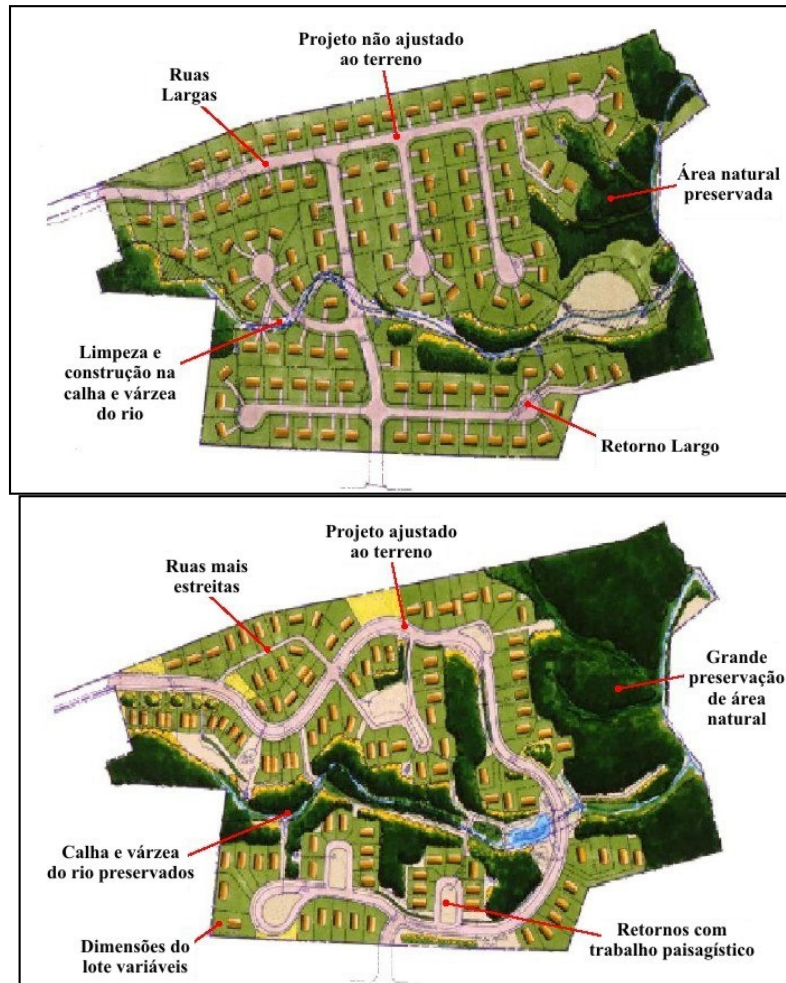 Projeto não ajustado
ao terreno
Ruas
Largas
Área natural
preservada
Limpeza e
construção na
calha e várzea
do rio
Retorno Largo
Projeto ajustado
ao terreno
Ruas mais
estreitas
Grande
preservação
de área
natural
Calha e várzea
do rio preservados
Dimensões do
lote variáveis
Retornos com
trabalho paisagístico